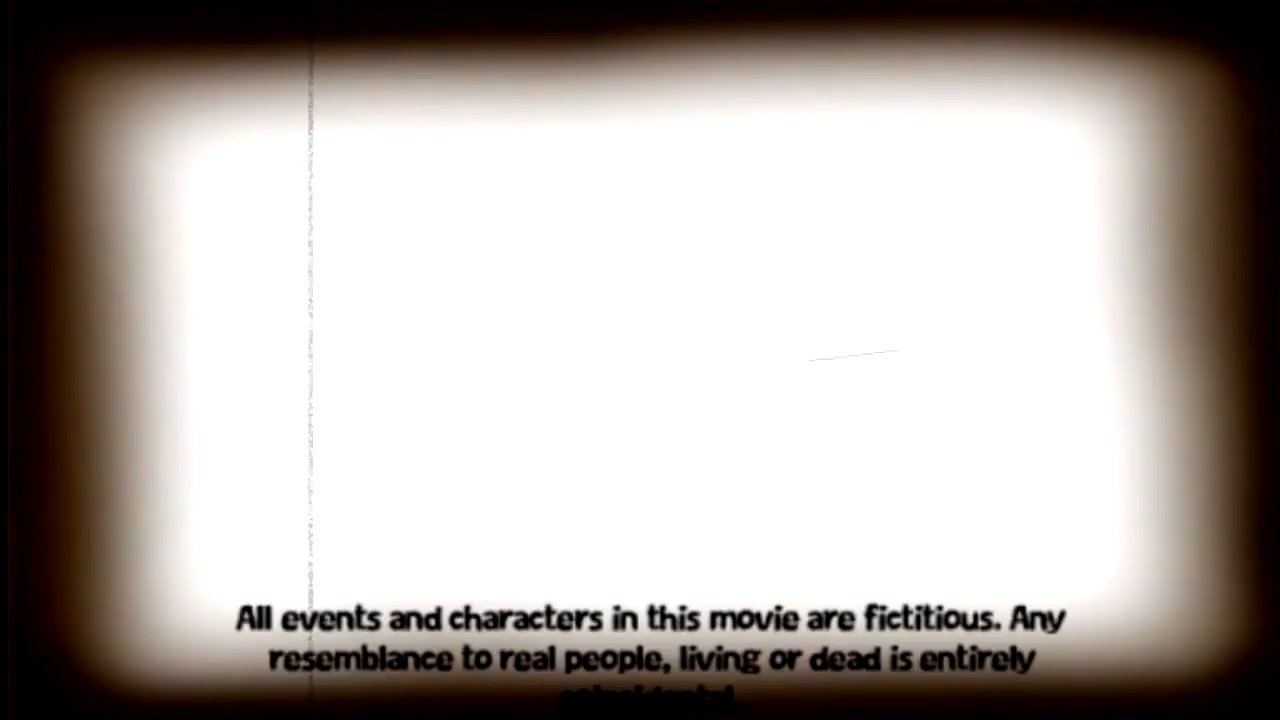 All events and characters in this movie are fictitious. Any
resemblance to real people, living or dead is entirely
coincidental.